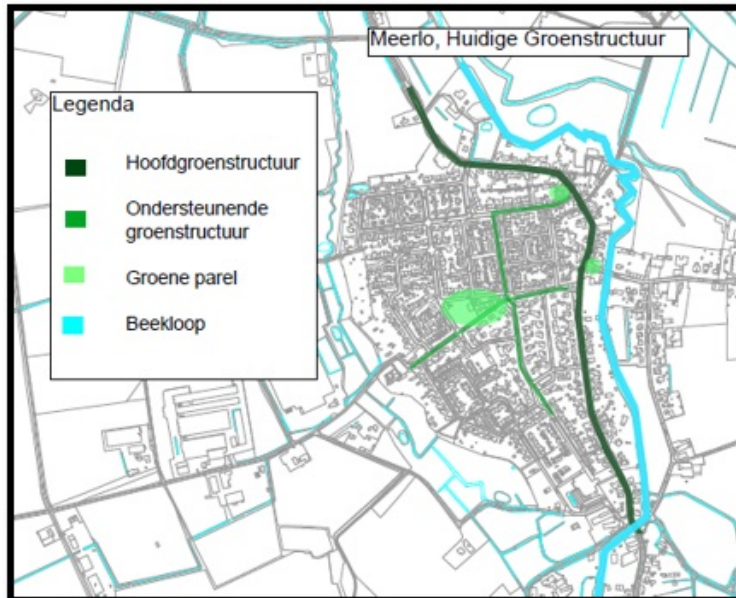 Meerlo, Huidige Groenstructuur
Legenda
Hoofdgroenstructuur
Ondersteunende
groenstructuur
Groene parel
Beekloop